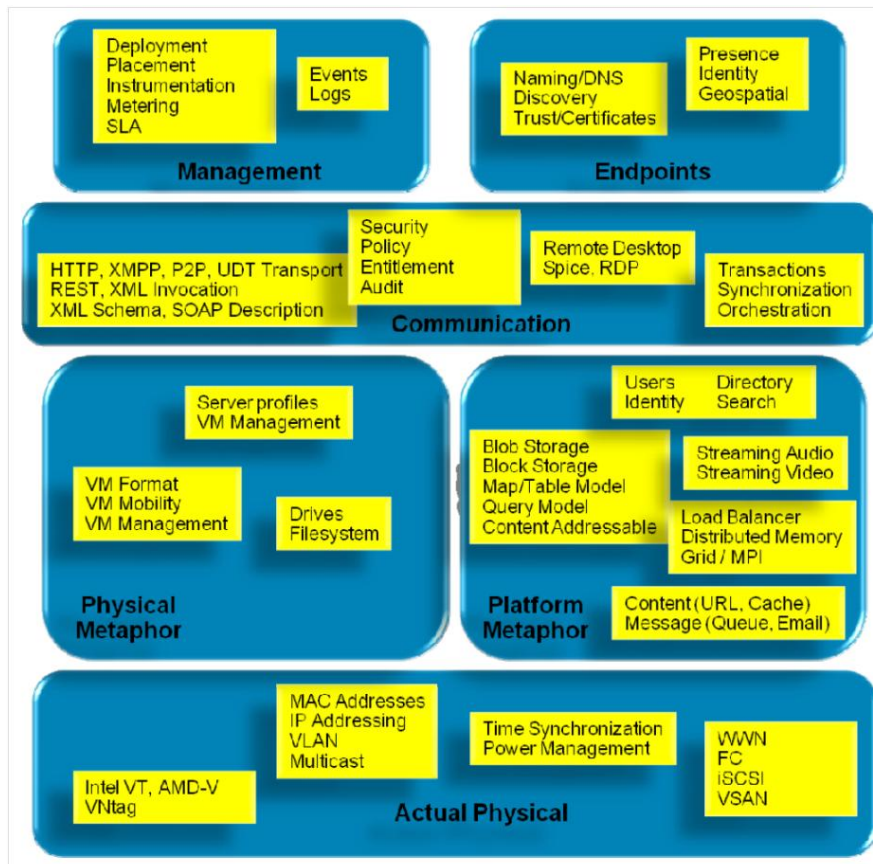 Deployment
Placement
Instrumentation
Metering
SLA
Events
Logs
Management
Naming/DNS
Discovery
Trust/Certificates
Presence
Identity
Geospatial
Endpoints
HTTP, XMPP, P2P, UDT Transport
REST, XML Invocation
XML Schema, SOAP Description
Security
Policy
Entitlement
Audit
Remote Desktop
Spice, RDP
Transactions
Synchronization
Orchestration
Communication
Server profiles
VM Management
VM Format
VM Mobility
VM Management
Drives
Filesystem
Physical
Metaphor
Users Directory
Identity Search
Blob Storage
Block Storage
Map/Table Model
Query Model
Content Addressable
Streaming Audio
Streaming Video
Load Balancer
Distributed Memory
Grid / MPI
Content (URL, Cache)
Message (Queue, Email)
Platform
Metaphor
MAC Addresses
IP Addressing
VLAN
Multicast
Time Synchronization
Power Management
WWN
FC
iSCSI
VSAN
Intel VT, AMD-V
VNtag
Actual Physical